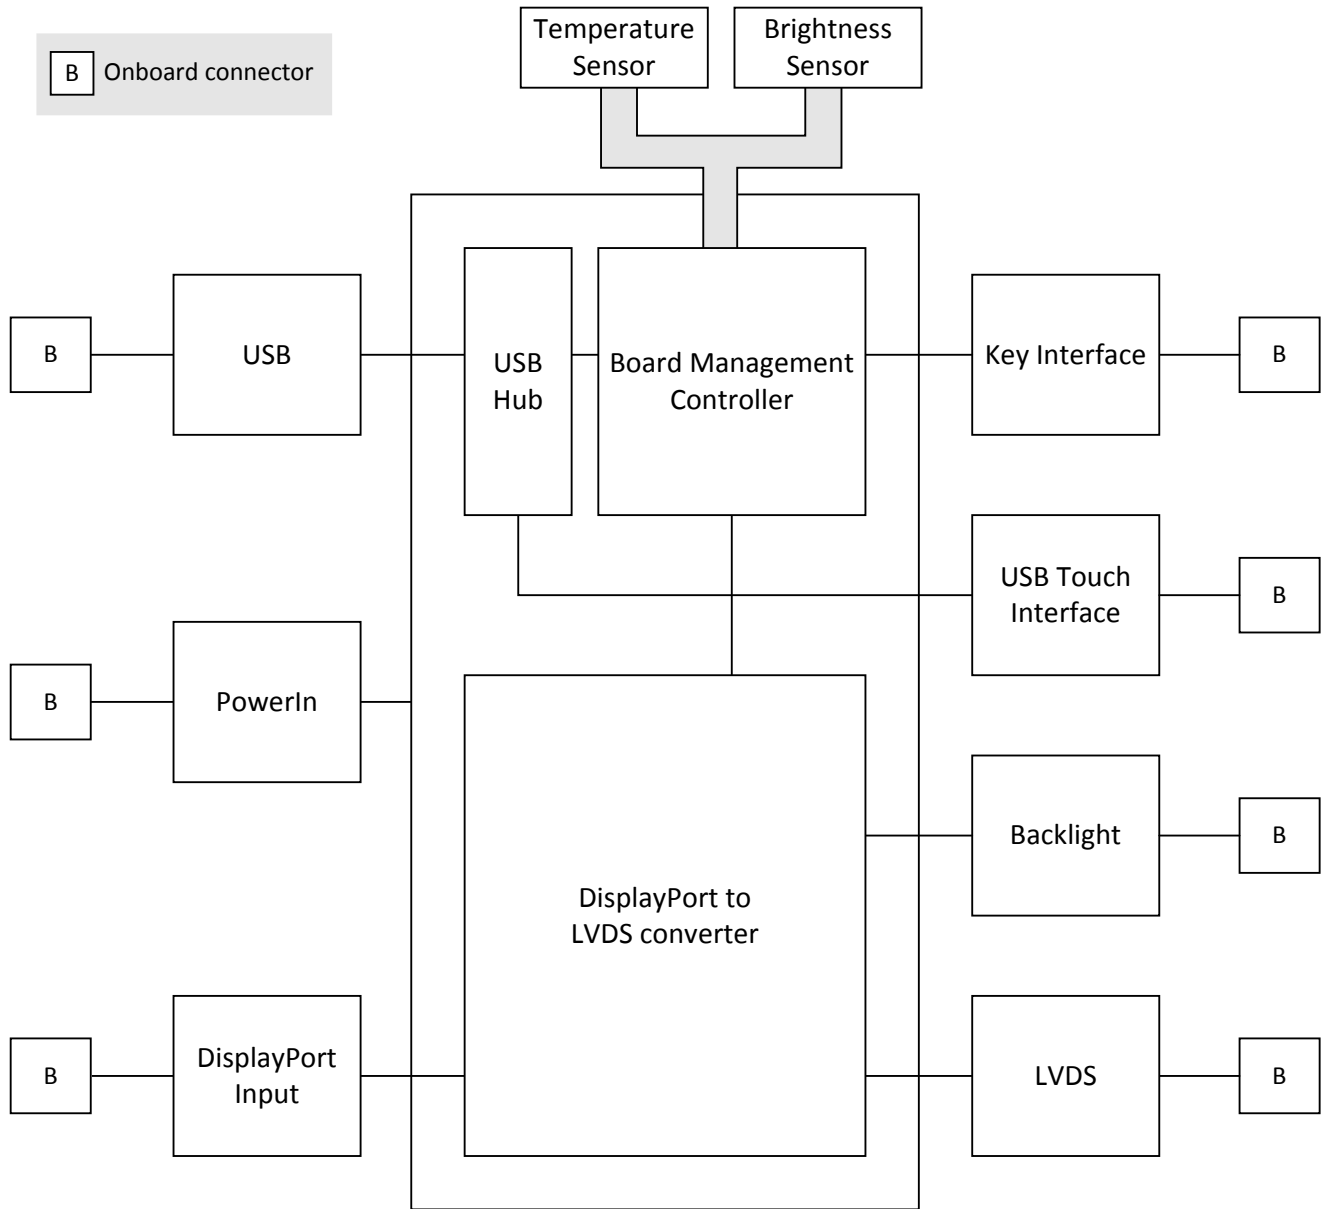 Temperature
Sensor
Brightness
Sensor
B Onboard connector
B
USB
USB
Hub
Board Management
Controller
Key Interface
B
USB Touch
Interface
B
B
PowerIn
Backlight
B
DisplayPort to
LVDS converter
B
DisplayPort
Input
LVDS
B